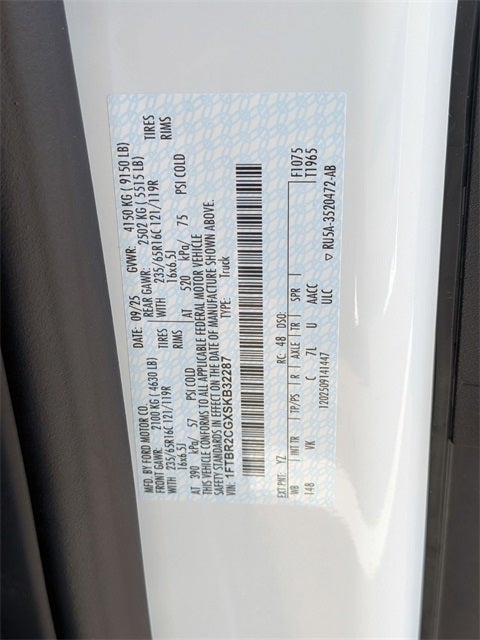 MFD. BY FORD MOTOR CO.
DATE: 09/25 GVWR: 4150 KG ( 9150 LB)
FRONT GAWR: 2100 KG ( 4630 LB) REAR GAWR: 2502 KG ( 5515 LB)
WITH 235/65R16C 121/119R TIRES WITH 235/65R16C 121/119R TIRES
16x6.5J RIMS 16x6.5J RIMS
AT 390 kPa/ 57 PSI COLD AT 520 kPa/ 75 PSI COLD
THIS VEHICLE CONFORMS TO ALL APPLICABLE FEDERAL MOTOR VEHICLE
SAFETY STANDARDS IN EFFECT ON THE DATE OF MANUFACTURE SHOWN ABOVE.
VIN: 1FTBR2CGXSKB32287 TYPE: Truck
F1075
T1965
EXT PNT: YZ RC: 48 DSO:
WB INT TR TP/PS R AXLE TR SPR
148 VK C 7L U AACC
ULC
1202509141147 RU5A-3520472-AB